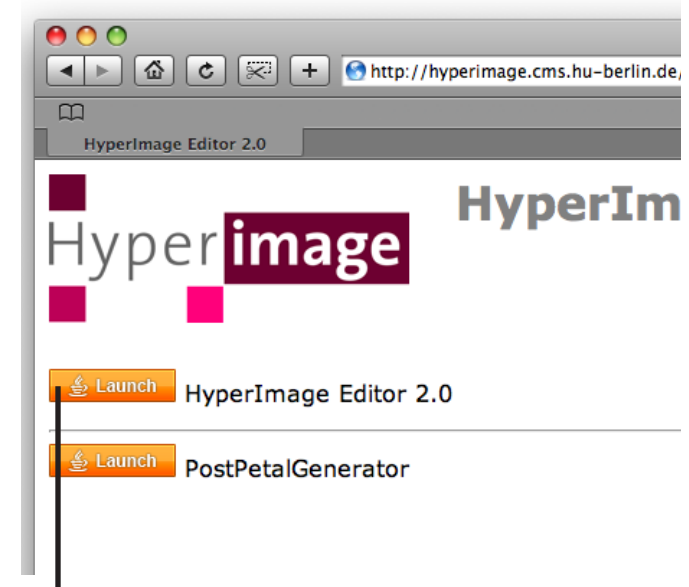 http://hyperimage.cms.hu-berlin.de/
HyperImage Editor 2.0
HyperIm
Hyper image
Launch HyperImage Editor 2.0
Launch PostPetalGenerator